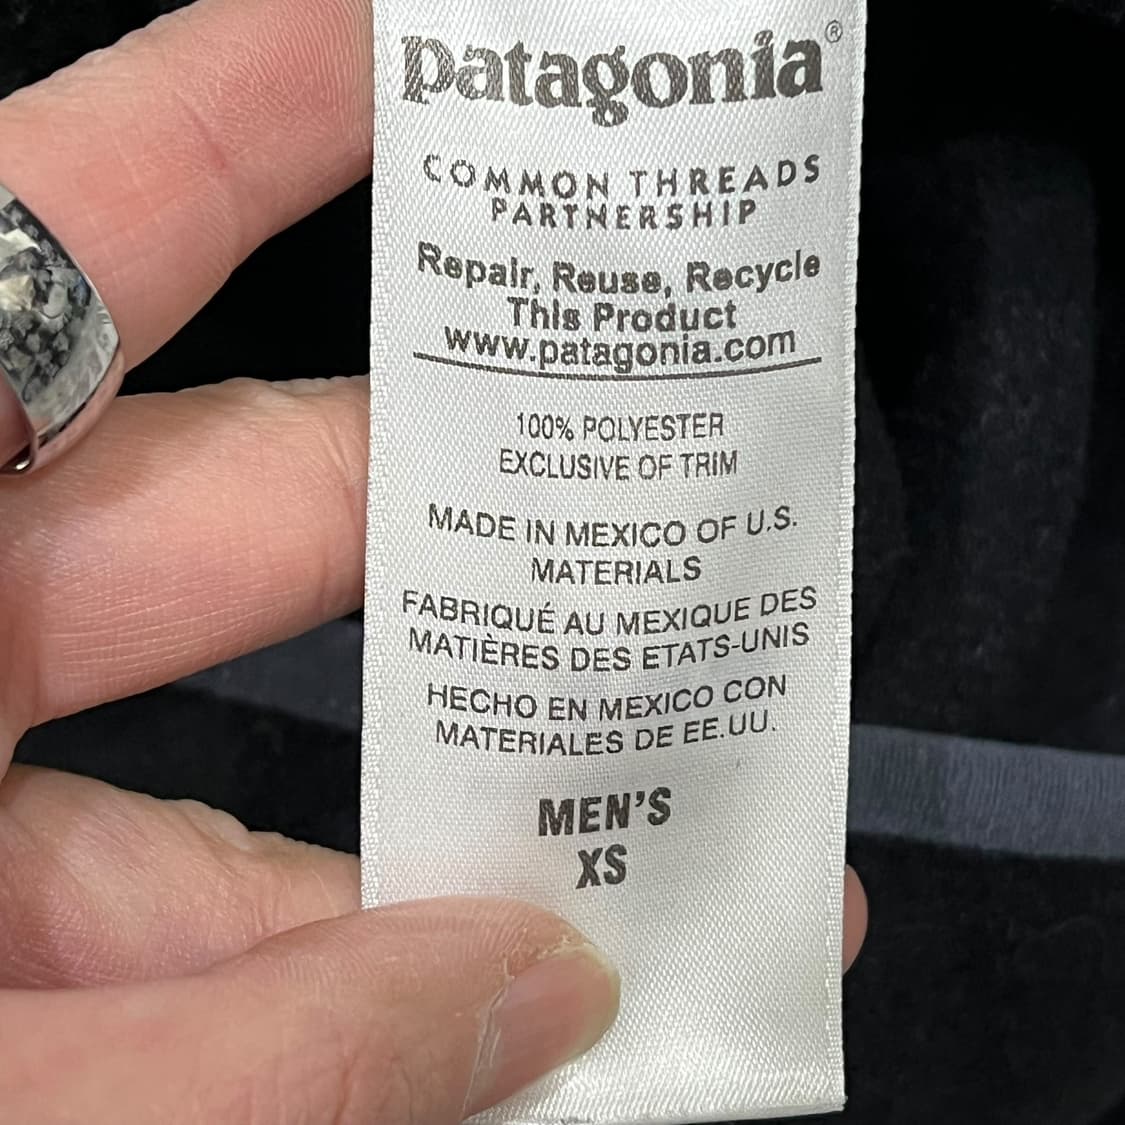 patagonia®
COMMON THREADS
PARTNERSHIP
Repair, Reuse, Recycle
This Product
www.patagonia.com
100% POLYESTER
EXCLUSIVE OF TRIM
MADE IN MEXICO OF U.S.
MATERIALS
FABRIQUÉ AU MEXIQUE DES
MATIÈRES DES ETATS-UNIS
HECHO EN MEXICO CON
MATERIALES DE EE.UU.
MEN'S
XS